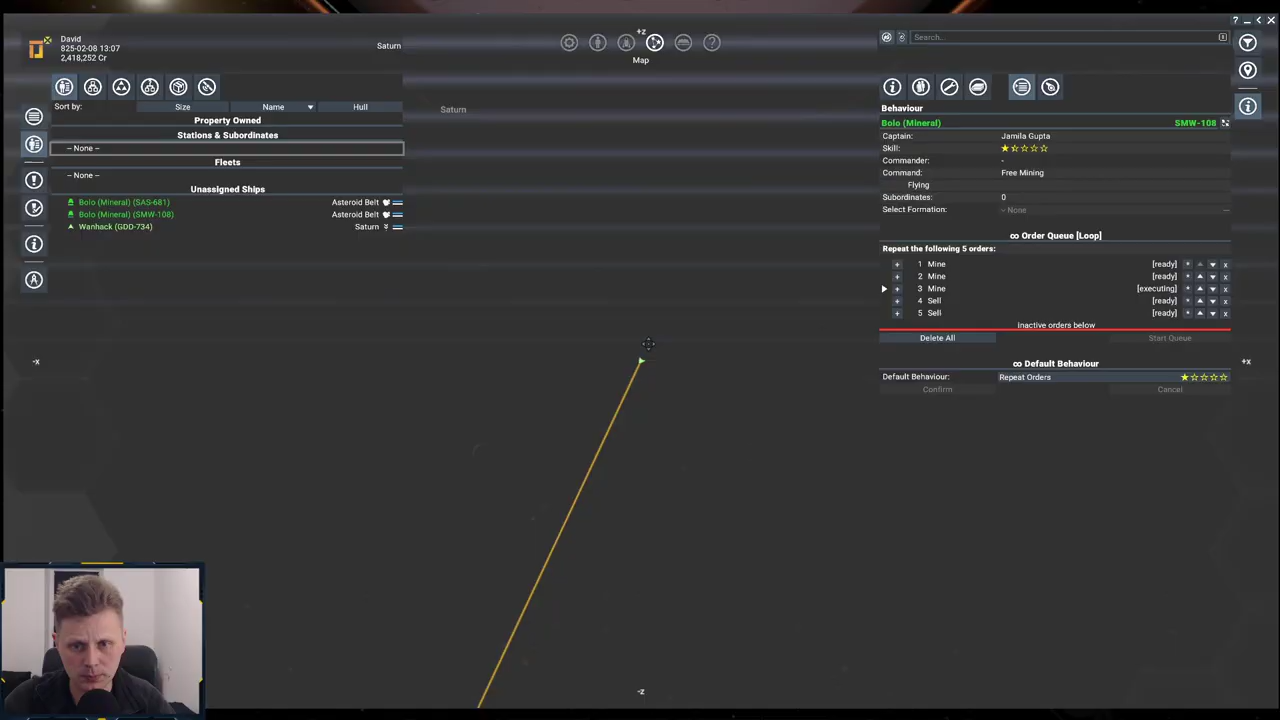 David
825-02-08 13:07
2,418,252 Cr
Saturn
+z
Map
?
Search...
Sort by:
Size
Name
Hull
Property Owned
Stations & Subordinates
-- None --
Fleets
-- None --
Unassigned Ships
Bolo (Mineral) (SAS-681) Asteroid Belt
Bolo (Mineral) (SMW-108) Asteroid Belt
Wanhack (GDD-734) Saturn
Saturn
-x
+x
-z
Behaviour
Bolo (Mineral) SMW-108
Captain: Jamila Gupta
Skill:
Commander: -
Command: Free Mining
Flying
Subordinates: 0
Select Formation: None
Order Queue [Loop]
Repeat the following 5 orders:
1 Mine [ready]
2 Mine [ready]
3 Mine [executing]
4 Sell [ready]
5 Sell [ready]
Inactive orders below
Delete All Start Queue
Default Behaviour
Default Behaviour: Repeat Orders
Confirm Cancel